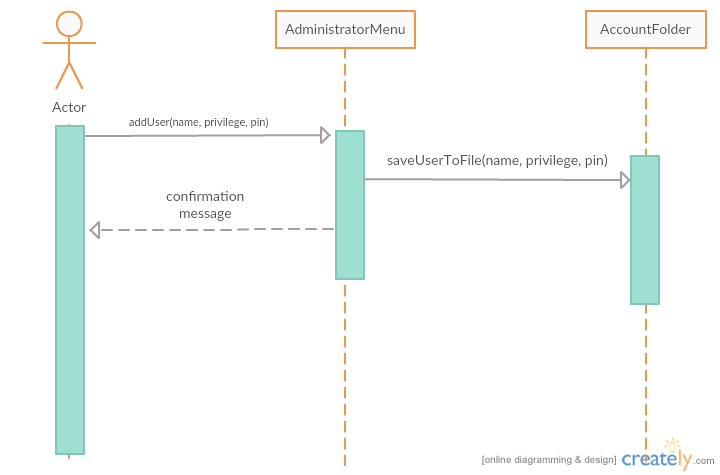 AdministratorMenu
AccountFolder
Actor
addUser(name, privilege, pin)
saveUserToFile(name, privilege, pin)
confirmation
message
[online diagramming & design] creately.com